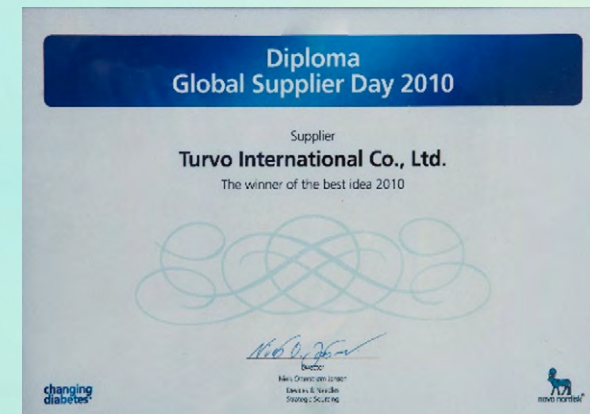 Diploma
Global Supplier Day 2010
Supplier
Turvo International Co., Ltd.
The winner of the best idea 2010
Director
Devices & Needles
Strategic Sourcing
changing
diabetes
novo nordisk